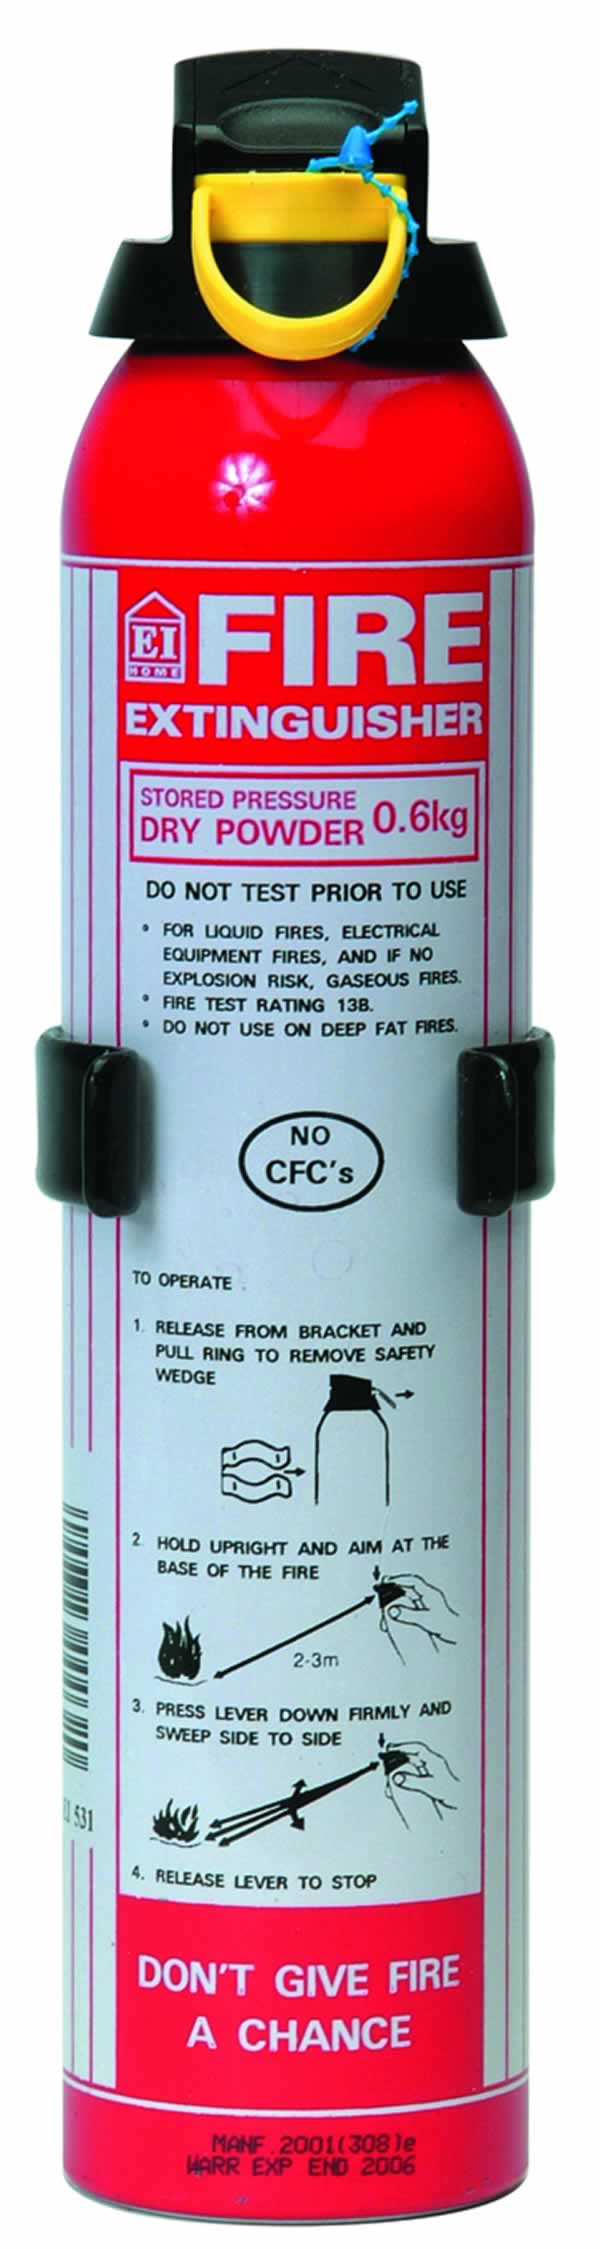 EI
HOME
FIRE
EXTINGUISHER
STORED PRESSURE
DRY POWDER 0.6kg
DO NOT TEST PRIOR TO USE
• FOR LIQUID FIRES, ELECTRICAL
EQUIPMENT FIRES, AND IF NO
EXPLOSION RISK, GASEOUS FIRES.
• FIRE TEST RATING 13B.
• DO NOT USE ON DEEP FAT FIRES.
NO
CFC's
TO OPERATE
1. RELEASE FROM BRACKET AND
PULL RING TO REMOVE SAFETY
WEDGE
2. HOLD UPRIGHT AND AIM AT THE
BASE OF THE FIRE
2-3m
3. PRESS LEVER DOWN FIRMLY AND
SWEEP SIDE TO SIDE
531
4. RELEASE LEVER TO STOP
DON'T GIVE FIRE
A CHANCE
MANF.2001(308)e
WARR EXP END 2006